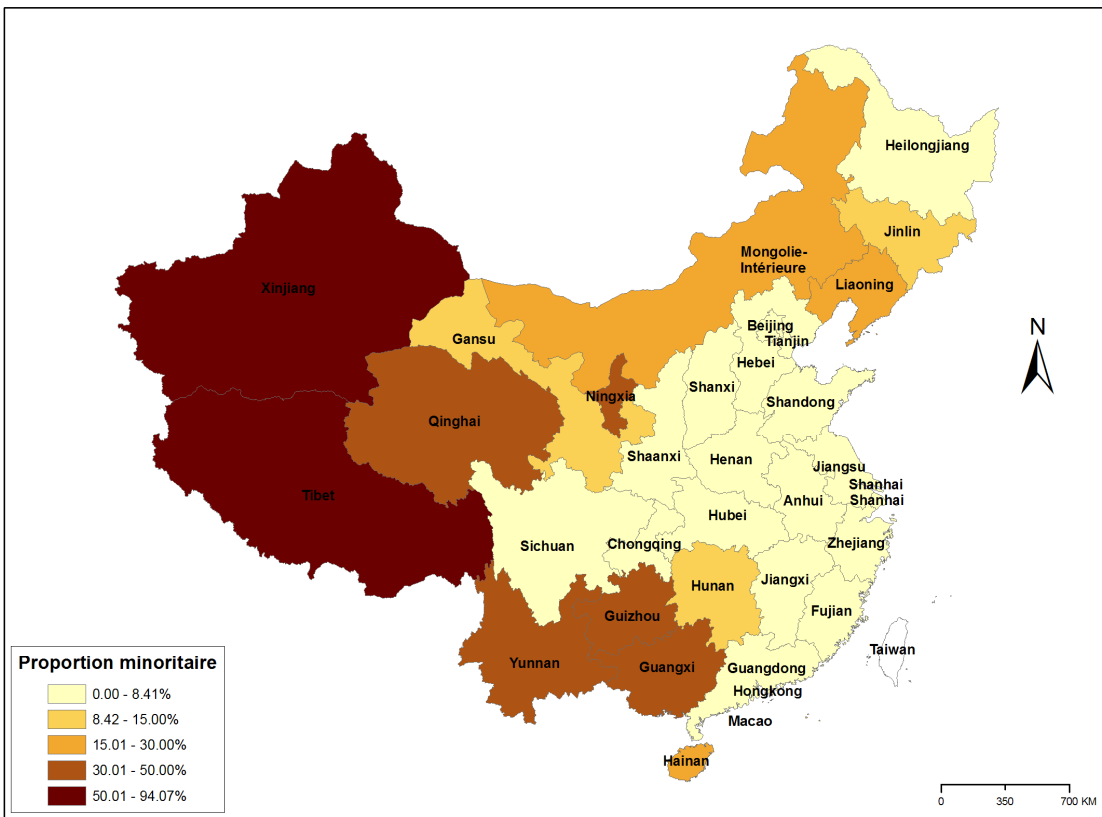 Heilongjiang
Jinlin
Mongolie-
Intérieure
Liaoning
Xinjiang
Beijing
Tianjin
Gansu
Hebei
Shanxi
Ningxia
Shandong
Qinghai
Shaanxi
Henan
Jiangsu
Shanhai
Shanhai
Anhui
Tibet
Hubei
Sichuan
Chongqing
Zhejiang
Hunan
Jiangxi
Guizhou
Fujian
Yunnan
Guangxi
Guangdong
Taiwan
Hongkong
Macao
Hainan
N
Proportion minoritaire
0.00 - 8.41%
8.42 - 15.00%
15.01 - 30.00%
30.01 - 50.00%
50.01 - 94.07%
0 350 700 KM